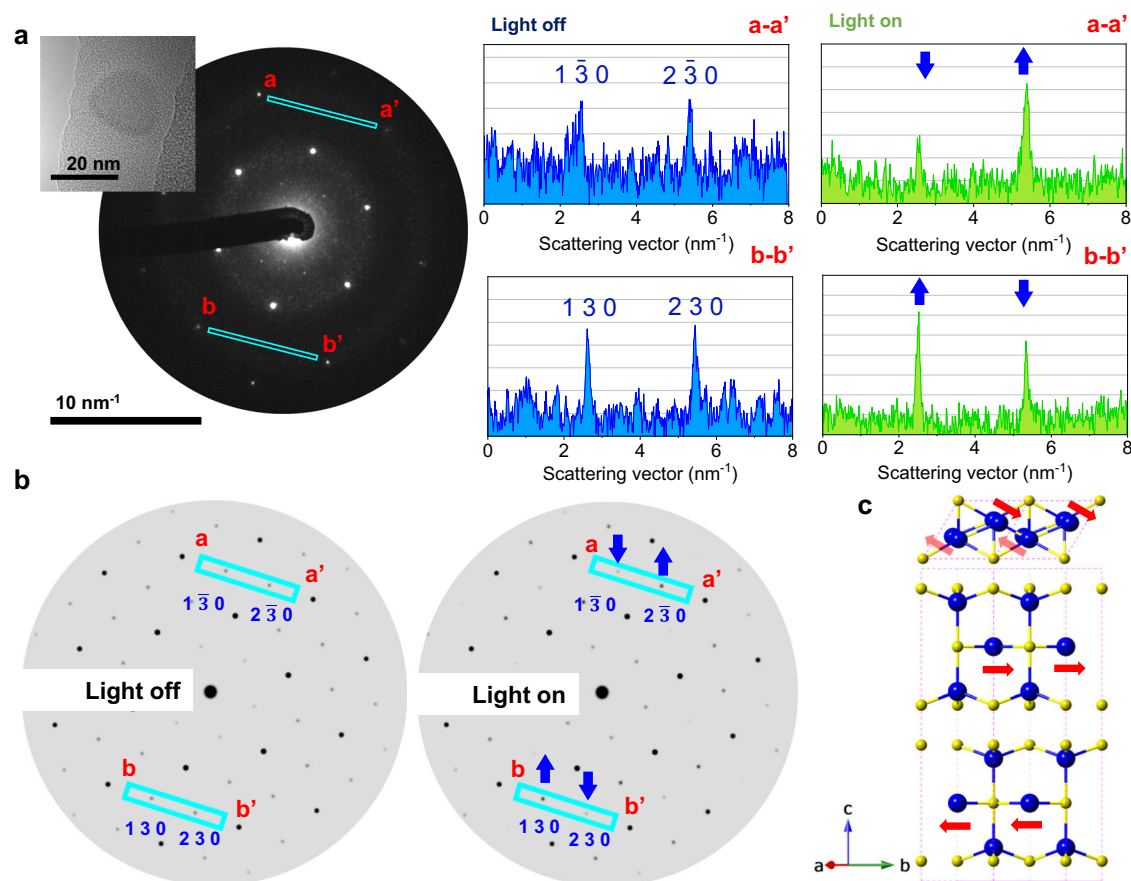 a
20 nm
a
a’
b
b’
10 nm⁻¹
Light off
a-a’
1 3̅ 0
2 3̅ 0
0 2 4 6 8
Scattering vector (nm⁻¹)
Light on
a-a’
0 2 4 6 8
Scattering vector (nm⁻¹)
b-b’
1 3 0
2 3 0
0 2 4 6 8
Scattering vector (nm⁻¹)
b-b’
0 2 4 6 8
Scattering vector (nm⁻¹)
b
a
a’
1 3̅ 0
2 3̅ 0
Light off
b
b’
1 3 0
2 3 0
a
a’
1 3̅ 0
2 3̅ 0
Light on
b
b’
1 3 0
2 3 0
c
c
a
b